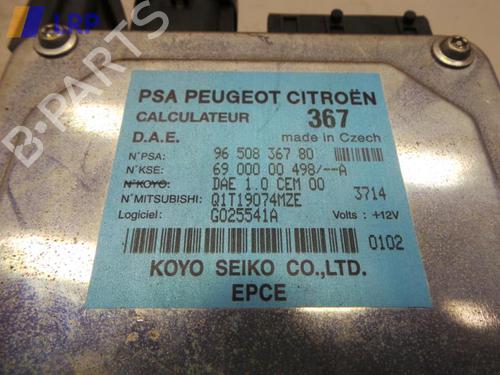 LRP
PSA PEUGEOT CITROËN
CALCULATEUR 367
D.A.E. made in Czech
N°PSA: 96 508 367 80
N°KSE: 69 000 00 498/--A
N°KOYO: DAE 1.0 CEM 00
N°MITSUBISHI: Q1T19074MZE 3714
Logiciel: G025541A Volts : +12V
0102
KOYO SEIKO CO.,LTD.
EPCE